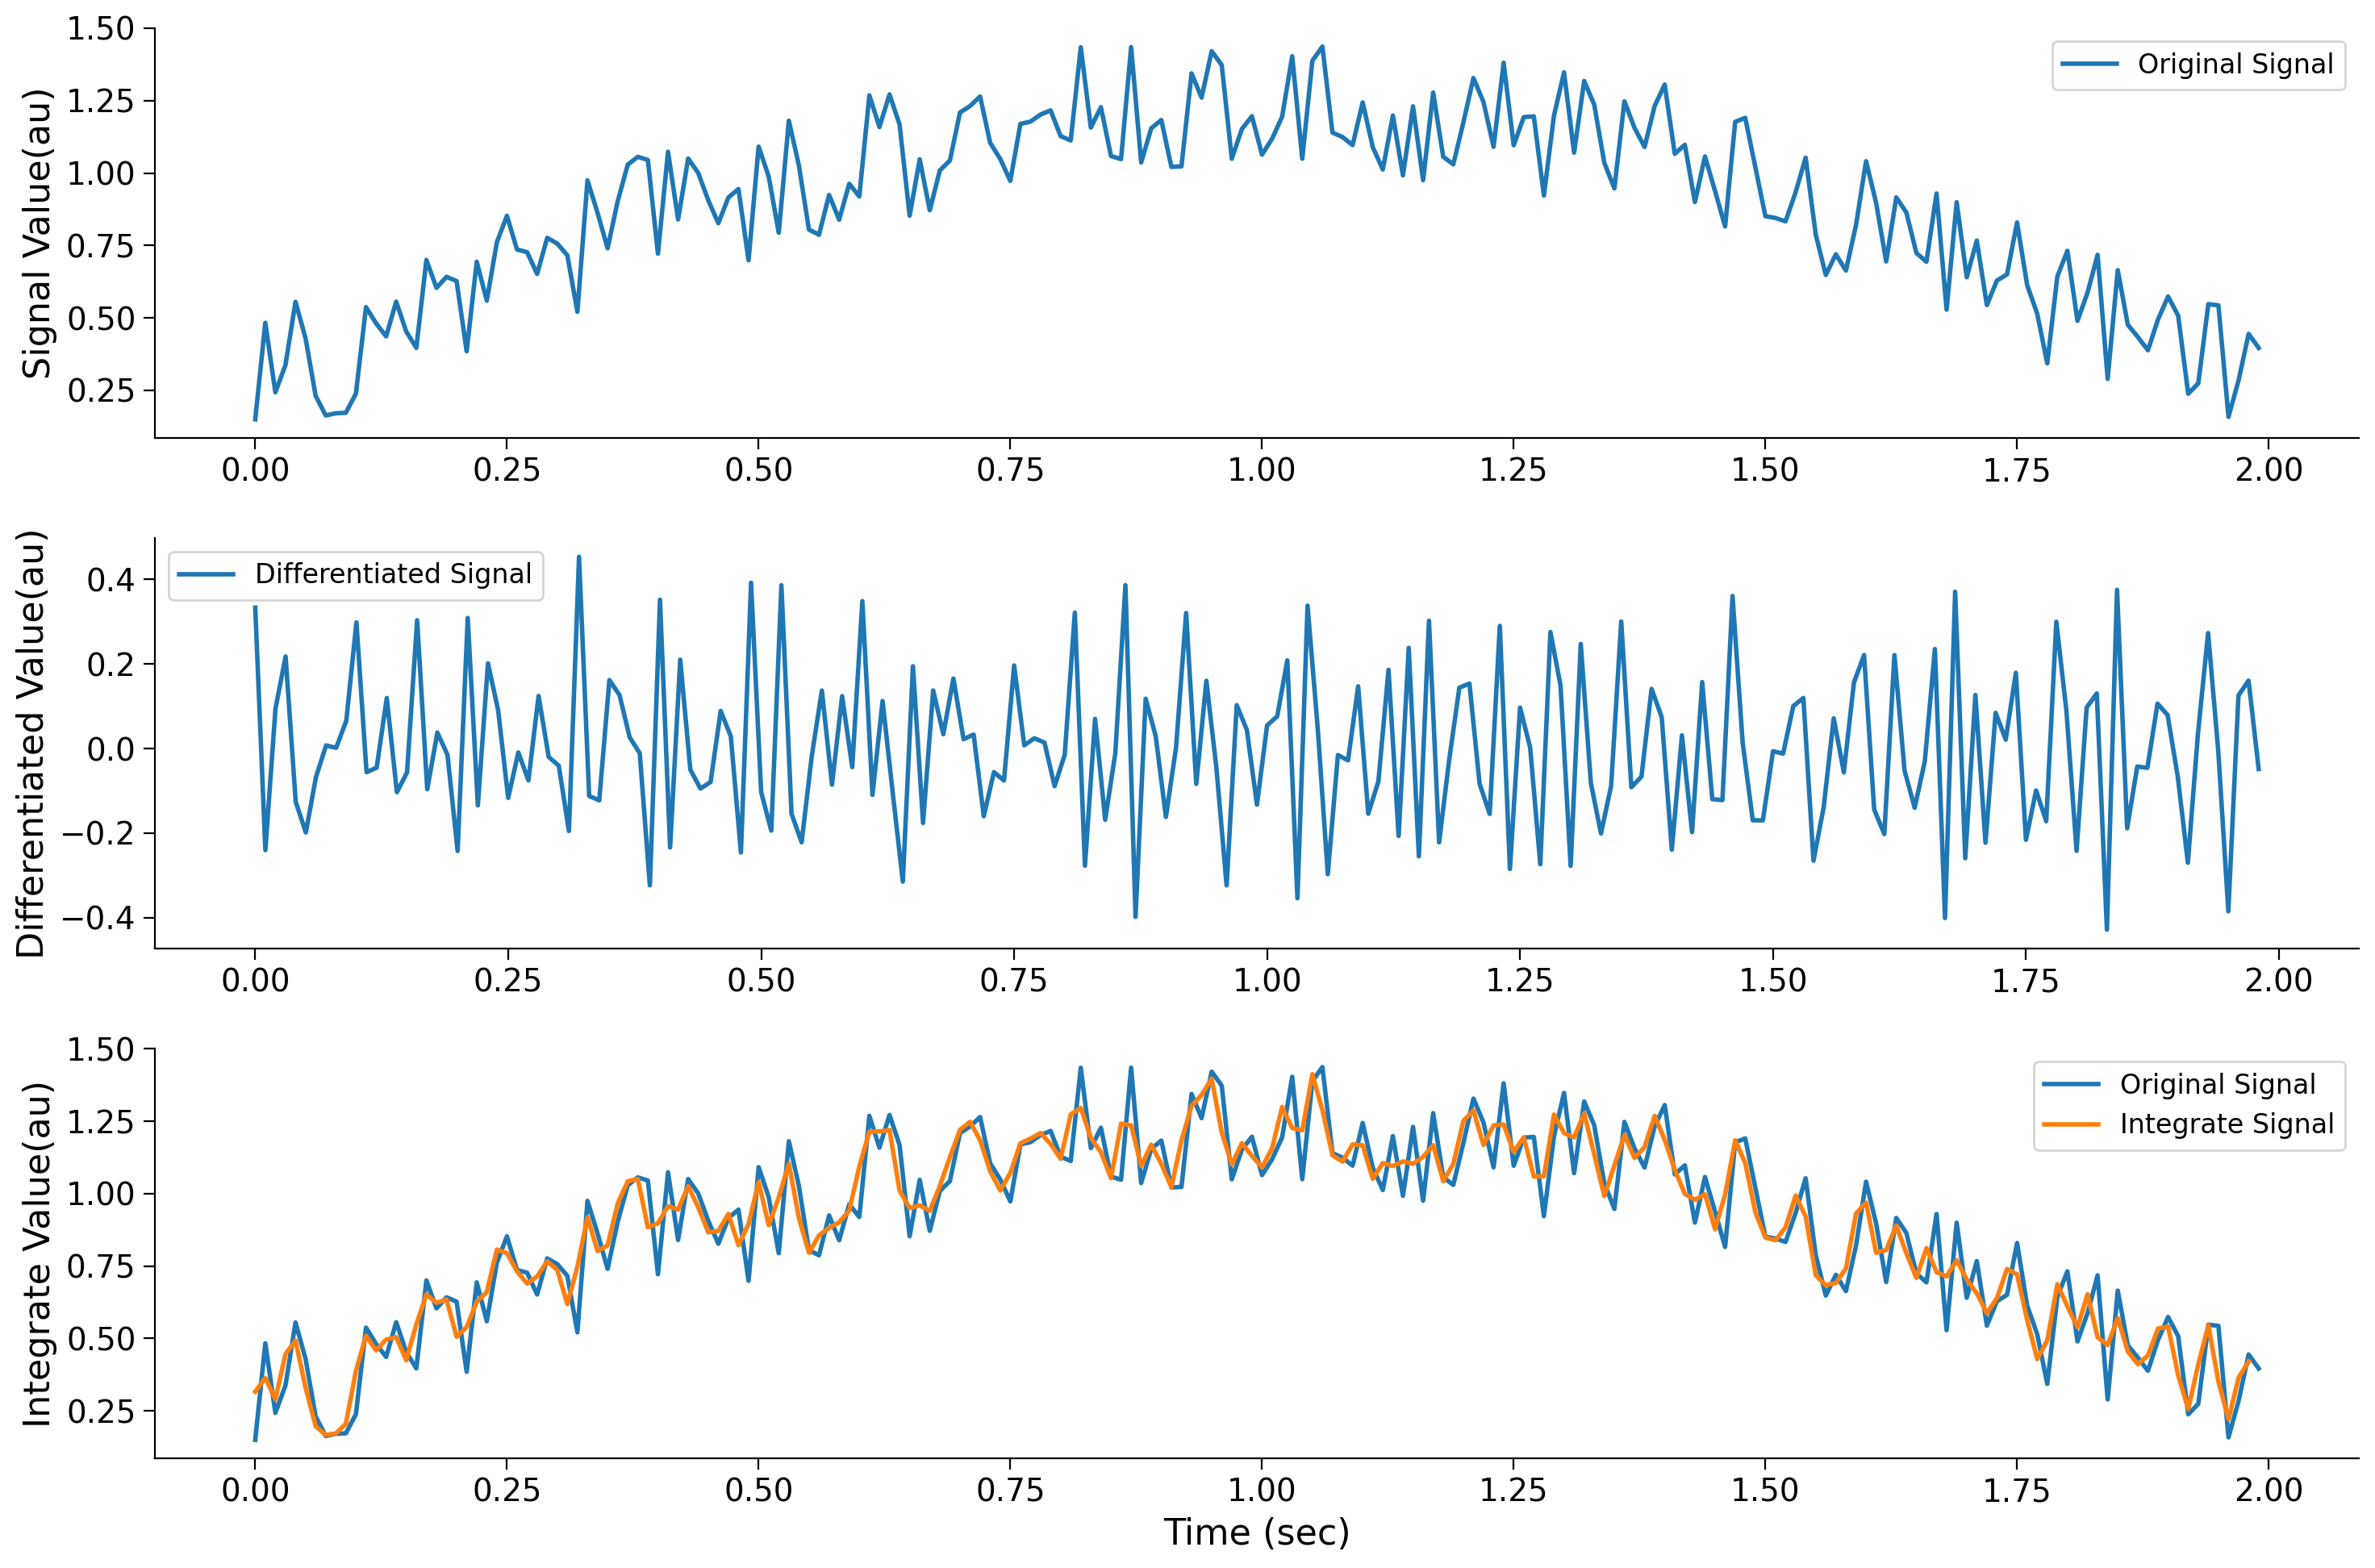 1.50
1.25
1.00
0.75
0.50
0.25
Signal Value(au)
Original Signal
0.00 0.25 0.50 0.75 1.00 1.25 1.50 1.75 2.00
0.4
0.2
0.0
−0.2
−0.4
Differentiated Value(au)
Differentiated Signal
0.00 0.25 0.50 0.75 1.00 1.25 1.50 1.75 2.00
1.50
1.25
1.00
0.75
0.50
0.25
Integrate Value(au)
Original Signal
Integrate Signal
0.00 0.25 0.50 0.75 1.00 1.25 1.50 1.75 2.00
Time (sec)